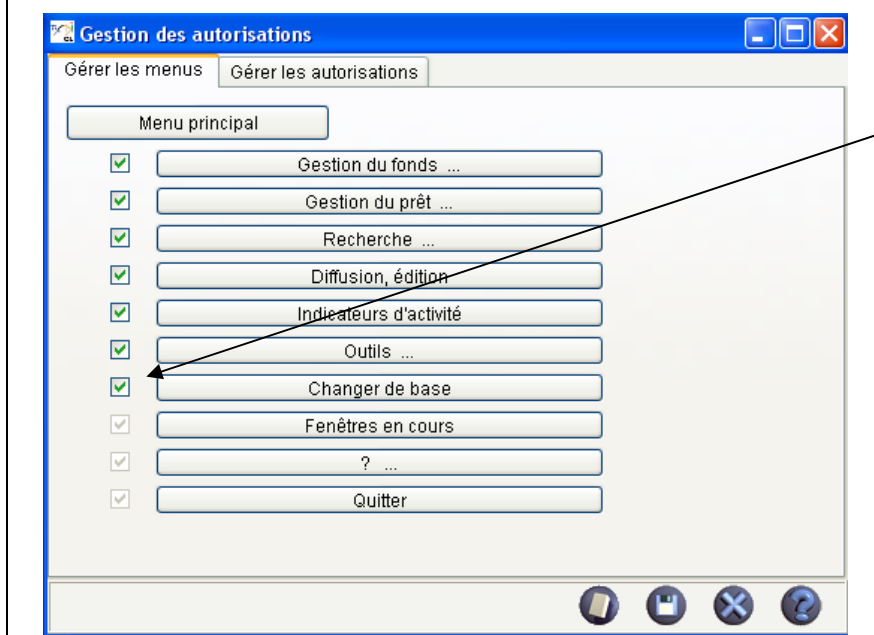 Gestion des autorisations
Gérer les menus Gérer les autorisations
Menu principal
Gestion du fonds ...
Gestion du prêt ...
Recherche ...
Diffusion, édition
Indicateurs d'activité
Outils ...
Changer de base
Fenêtres en cours
? ...
Quitter